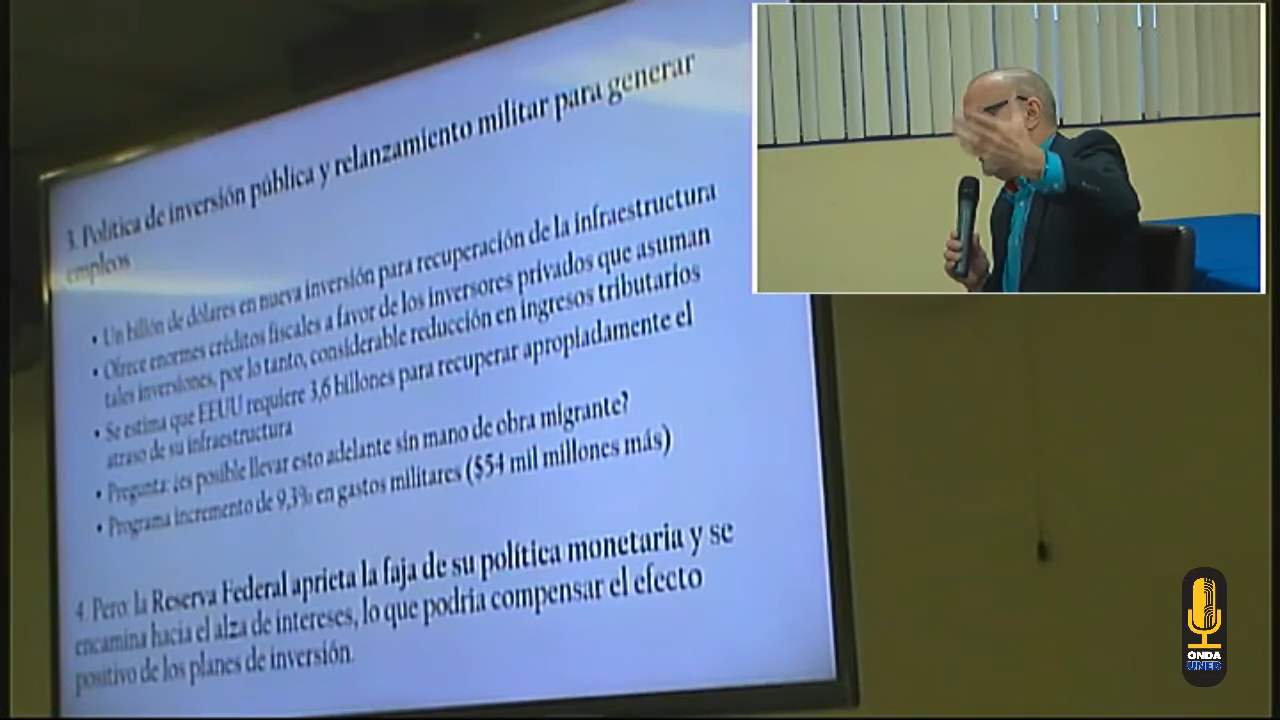 3. Política de inversión pública y relanzamiento militar para generar
empleos
• Un billón de dólares en nueva inversión para recuperación de la infraestructura
• Ofrece enormes créditos fiscales a favor de los inversores privados que asuman
tales inversiones, por lo tanto, considerable reducción en ingresos tributarios
• Se estima que EEUU requiere 3,6 billones para recuperar apropiadamente el
atraso de su infraestructura
• Pregunta: ¿es posible llevar esto adelante sin mano de obra migrante?
• Programa incremento de 9,3% en gastos militares ($54 mil millones más)
4. Pero: la Reserva Federal aprieta la faja de su política monetaria y se
encamina hacia el alza de intereses, lo que podría compensar el efecto
positivo de los planes de inversión.
ONDA
UNEB